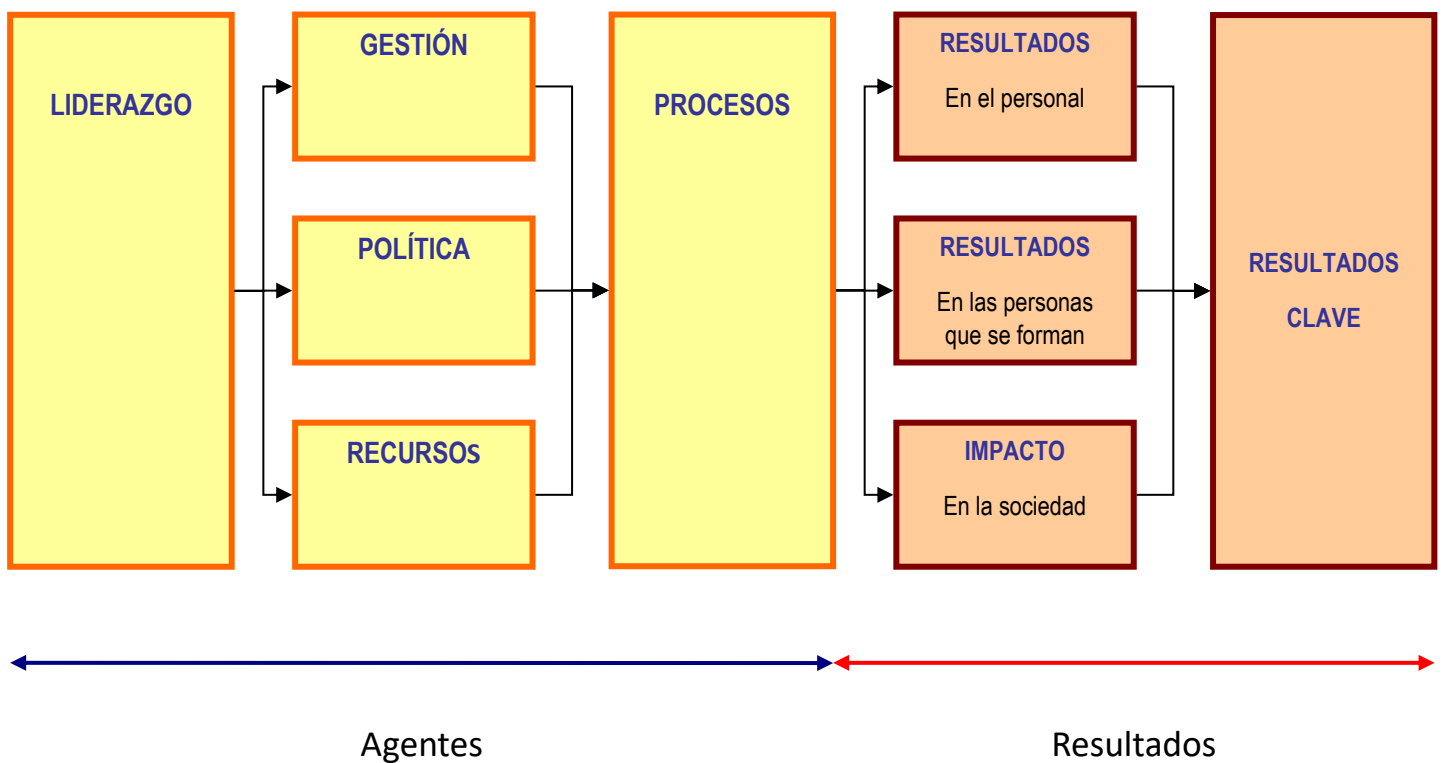 LIDERAZGO
GESTIÓN
POLÍTICA
RECURSOS
PROCESOS
RESULTADOS
En el personal
RESULTADOS
En las personas
que se forman
IMPACTO
En la sociedad
RESULTADOS
CLAVE
Agentes
Resultados